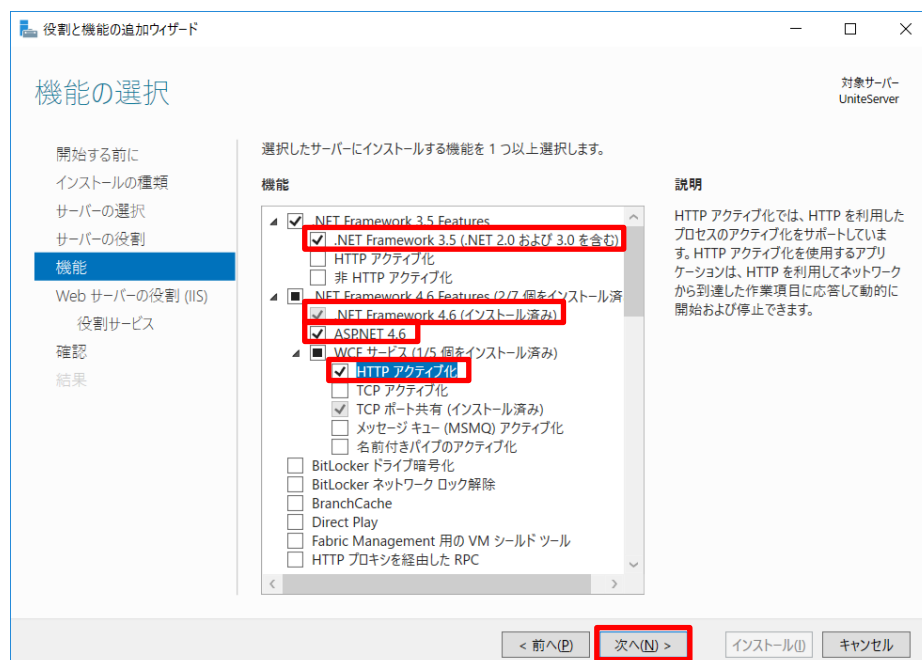 役割と機能の追加ウィザード
機能の選択
対象サーバー
UniteServer
開始する前に
インストールの種類
サーバーの選択
サーバーの役割
機能
Web サーバーの役割 (IIS)
役割サービス
確認
結果
選択したサーバーにインストールする機能を 1 つ以上選択します。
機能
.NET Framework 3.5 Features
.NET Framework 3.5 (.NET 2.0 および 3.0 を含む)
HTTP アクティブ化
非 HTTP アクティブ化
.NET Framework 4.6 Features (2/7 個をインストール済
.NET Framework 4.6 (インストール済み)
ASP.NET 4.6
WCF サービス (1/5 個をインストール済み)
HTTP アクティブ化
TCP アクティブ化
TCP ポート共有 (インストール済み)
メッセージ キュー (MSMQ) アクティブ化
名前付きパイプのアクティブ化
BitLocker ドライブ暗号化
BitLocker ネットワーク ロック解除
BranchCache
Direct Play
Fabric Management 用の VM シールド ツール
HTTP プロキシを経由した RPC
説明
HTTP アクティブ化では、HTTP を利用した
プロセスのアクティブ化をサポートしていま
す。HTTP アクティブ化を使用するアプリ
ケーションは、HTTP を利用してネットワーク
から到達した作業項目に応答して動的に
開始および停止できます。
< 前へ(P)
次へ(N) >
インストール(I)
キャンセル